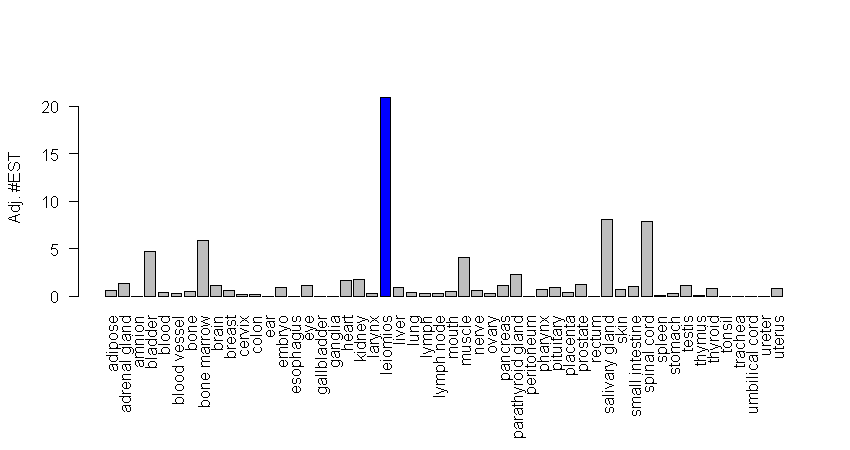 Adj. #EST
20
15
10
5
0
adipose
adrenal gland
amnion
bladder
blood
blood vessel
bone
bone marrow
brain
breast
cervix
colon
ear
embryo
esophagus
eye
gallbladder
ganglia
heart
kidney
larynx
leiomios
liver
lung
lymph
lymph node
mouth
muscle
nerve
ovary
pancreas
parathyroid gland
peritoneum
pharynx
pituitary
placenta
prostate
rectum
salivary gland
skin
small intestine
spinal cord
spleen
stomach
testis
thymus
thyroid
tonsil
trachea
umbilical cord
ureter
uterus